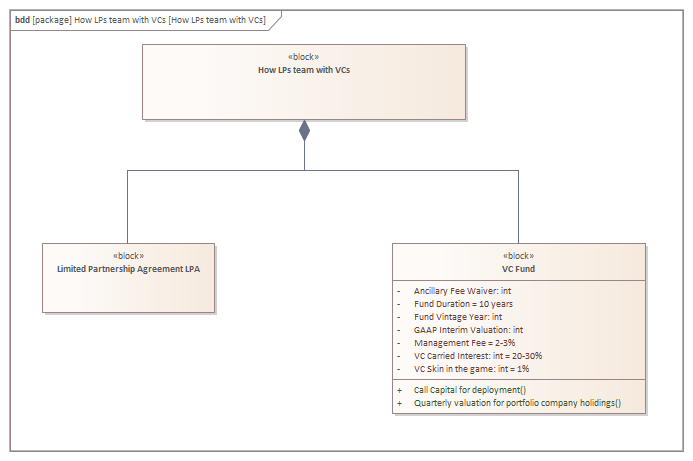 bdd [package] How LPs team with VCs [How LPs team with VCs]
«block»
How LPs team with VCs
«block»
Limited Partnership Agreement LPA
«block»
VC Fund
- Ancillary Fee Waiver: int
- Fund Duration = 10 years
- Fund Vintage Year: int
- GAAP Interim Valuation: int
- Management Fee = 2-3%
- VC Carried Interest: int = 20-30%
- VC Skin in the game: int = 1%
+ Call Capital for deployment()
+ Quarterly valuation for portfolio company holidings()